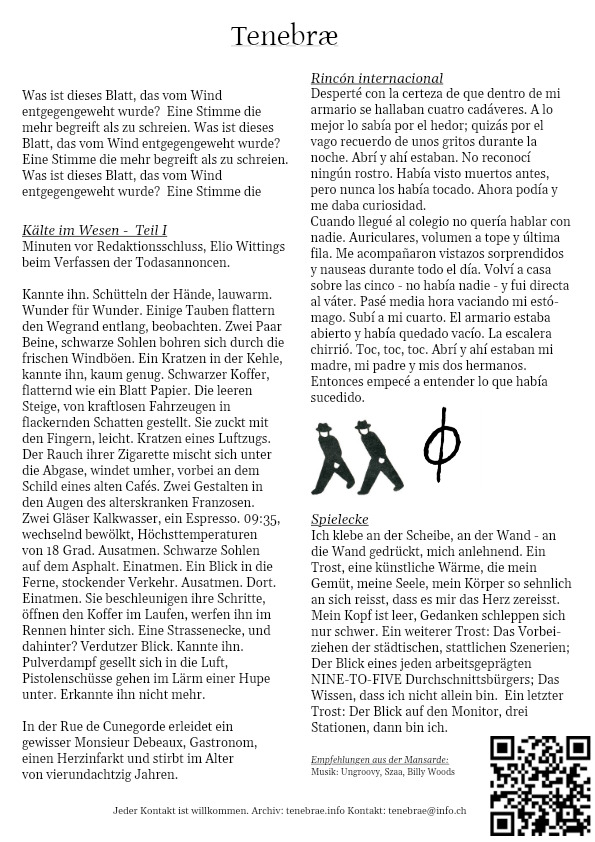 Tenebræ
Was ist dieses Blatt, das vom Wind
entgegengeweht wurde?  Eine Stimme die
mehr begreift als zu schreien. Was ist dieses
Blatt, das vom Wind entgegengeweht wurde?
Eine Stimme die mehr begreift als zu schreien.
Was ist dieses Blatt, das vom Wind
entgegengeweht wurde?  Eine Stimme die
Kälte im Wesen -  Teil I
Minuten vor Redaktionsschluss, Elio Wittings
beim Verfassen der Todasannoncen.
Kannte ihn. Schütteln der Hände, lauwarm.
Wunder für Wunder. Einige Tauben flattern
den Wegrand entlang, beobachten. Zwei Paar
Beine, schwarze Sohlen bohren sich durch die
frischen Windböen. Ein Kratzen in der Kehle,
kannte ihn, kaum genug. Schwarzer Koffer,
flatternd wie ein Blatt Papier. Die leeren
Steige, von kraftlosen Fahrzeugen in
flackernden Schatten gestellt. Sie zuckt mit
den Fingern, leicht. Kratzen eines Luftzugs.
Der Rauch ihrer Zigarette mischt sich unter
die Abgase, windet umher, vorbei an dem
Schild eines alten Cafés. Zwei Gestalten in
den Augen des alterskranken Franzosen.
Zwei Gläser Kalkwasser, ein Espresso. 09:35,
wechselnd bewölkt, Höchsttemperaturen
von 18 Grad. Ausatmen. Schwarze Sohlen
auf dem Asphalt. Einatmen. Ein Blick in die
Ferne, stockender Verkehr. Ausatmen. Dort.
Einatmen. Sie beschleunigen ihre Schritte,
öffnen den Koffer im Laufen, werfen ihn im
Rennen hinter sich. Eine Strassenecke, und
dahinter? Verdutzer Blick. Kannte ihn.
Pulverdampf gesellt sich in die Luft,
Pistolenschüsse gehen im Lärm einer Hupe
unter. Erkannte ihn nicht mehr.
In der Rue de Cunegorde erleidet ein
gewisser Monsieur Debeaux, Gastronom,
einen Herzinfarkt und stirbt im Alter
von vierundachtzig Jahren.
Rincón internacional
Desperté con la certeza de que dentro de mi
armario se hallaban cuatro cadáveres. A lo
mejor lo sabía por el hedor; quizás por el
vago recuerdo de unos gritos durante la
noche. Abrí y ahí estaban. No reconocí
ningún rostro. Había visto muertos antes,
pero nunca los había tocado. Ahora podía y
me daba curiosidad.
Cuando llegué al colegio no quería hablar con
nadie. Auriculares, volumen a tope y última
fila. Me acompañaron vistazos sorprendidos
y nauseas durante todo el día. Volví a casa
sobre las cinco - no había nadie - y fui directa
al váter. Pasé media hora vaciando mi estó-
mago. Subí a mi cuarto. El armario estaba
abierto y había quedado vacío. La escalera
chirrió. Toc, toc, toc. Abrí y ahí estaban mi
madre, mi padre y mis dos hermanos.
Entonces empecé a entender lo que había
sucedido.
Spielecke
Ich klebe an der Scheibe, an der Wand - an
die Wand gedrückt, mich anlehnend. Ein
Trost, eine künstliche Wärme, die mein
Gemüt, meine Seele, mein Körper so sehnlich
an sich reisst, dass es mir das Herz zereisst.
Mein Kopf ist leer, Gedanken schleppen sich
nur schwer. Ein weiterer Trost: Das Vorbei-
ziehen der städtischen, stattlichen Szenerien;
Der Blick eines jeden arbeitsgeprägten
NINE-TO-FIVE Durchschnittsbürgers; Das
Wissen, dass ich nicht allein bin.  Ein letzter
Trost: Der Blick auf den Monitor, drei
Stationen, dann bin ich.
Empfehlungen aus der Mansarde:
Musik: Ungroovy, Szaa, Billy Woods
Jeder Kontakt ist willkommen. Archiv: tenebrae.info Kontakt: tenebrae@info.ch